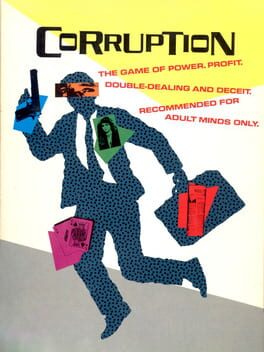 CORRUPTION
THE GAME OF POWER. PROFIT.
DOUBLE-DEALING AND DECEIT.
RECOMMENDED FOR
ADULT MINDS ONLY.